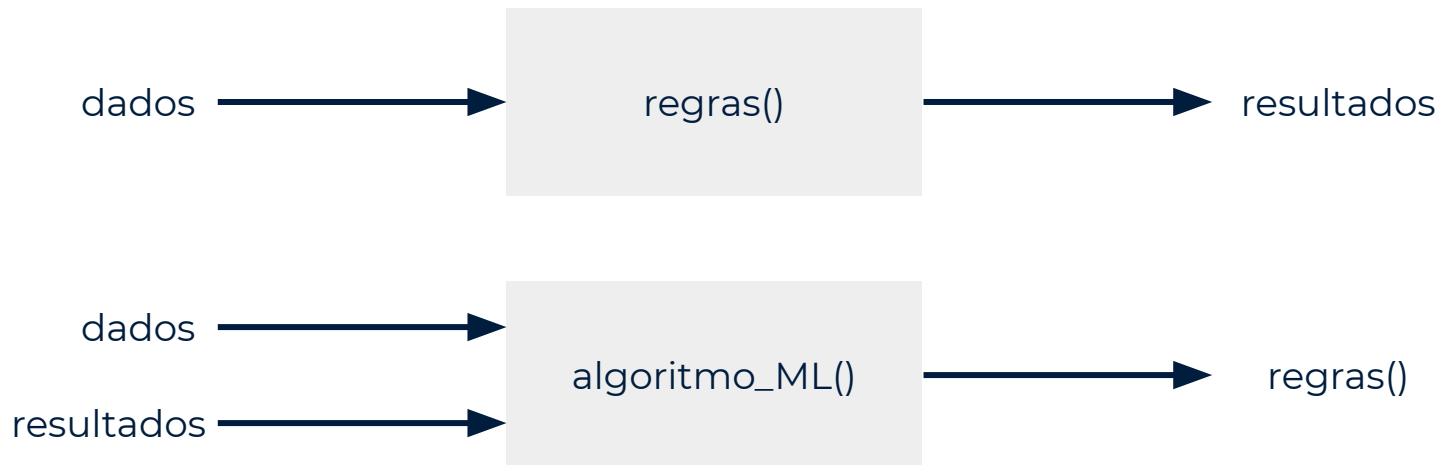 dados
regras()
resultados
dados
resultados
algoritmo_ML()
regras()